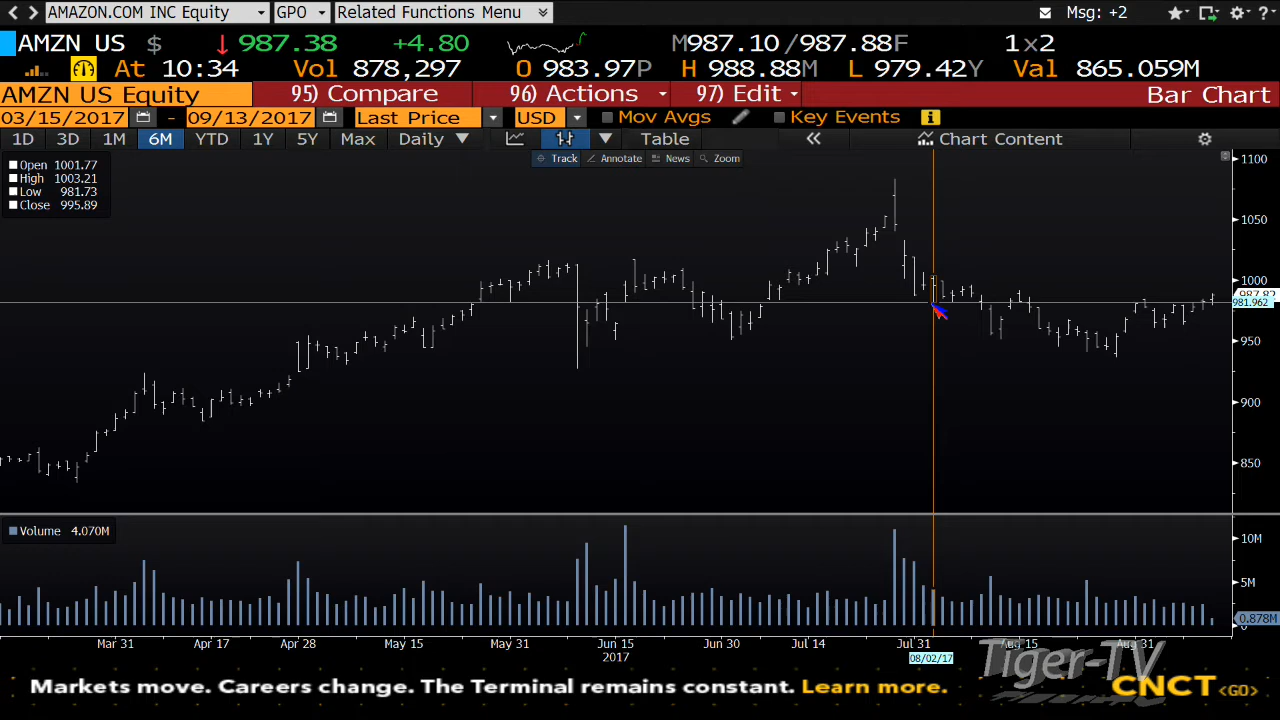 AMAZON.COM INC Equity GPO Related Functions Menu Msg: +2 ?
AMZN US $ ↓987.38 +4.80 M987.10 /987.88F 1x2
At 10:34 Vol 878,297 O 983.97P H 988.88M L 979.42Y Val 865.059M
AMZN US Equity 95) Compare 96) Actions 97) Edit Bar Chart
03/15/2017 - 09/13/2017 Last Price USD Mov Avgs Key Events i
1D 3D 1M 6M YTD 1Y 5Y Max Daily ▼ Table « Chart Content
Track Annotate News Zoom
Open 1001.77
High 1003.21
Low 981.73
Close 995.89
1100
1050
1000
981.962
950
900
850
Volume 4.070M
10M
5M
0.878M
0
Mar 31 Apr 17 Apr 28 May 15 May 31 Jun 15 Jun 30 Jul 14 Jul 31 Aug 15 Aug 31
2017 08/02/17
Tiger-TV
Markets move. Careers change. The Terminal remains constant. Learn more. CNCT <GO>